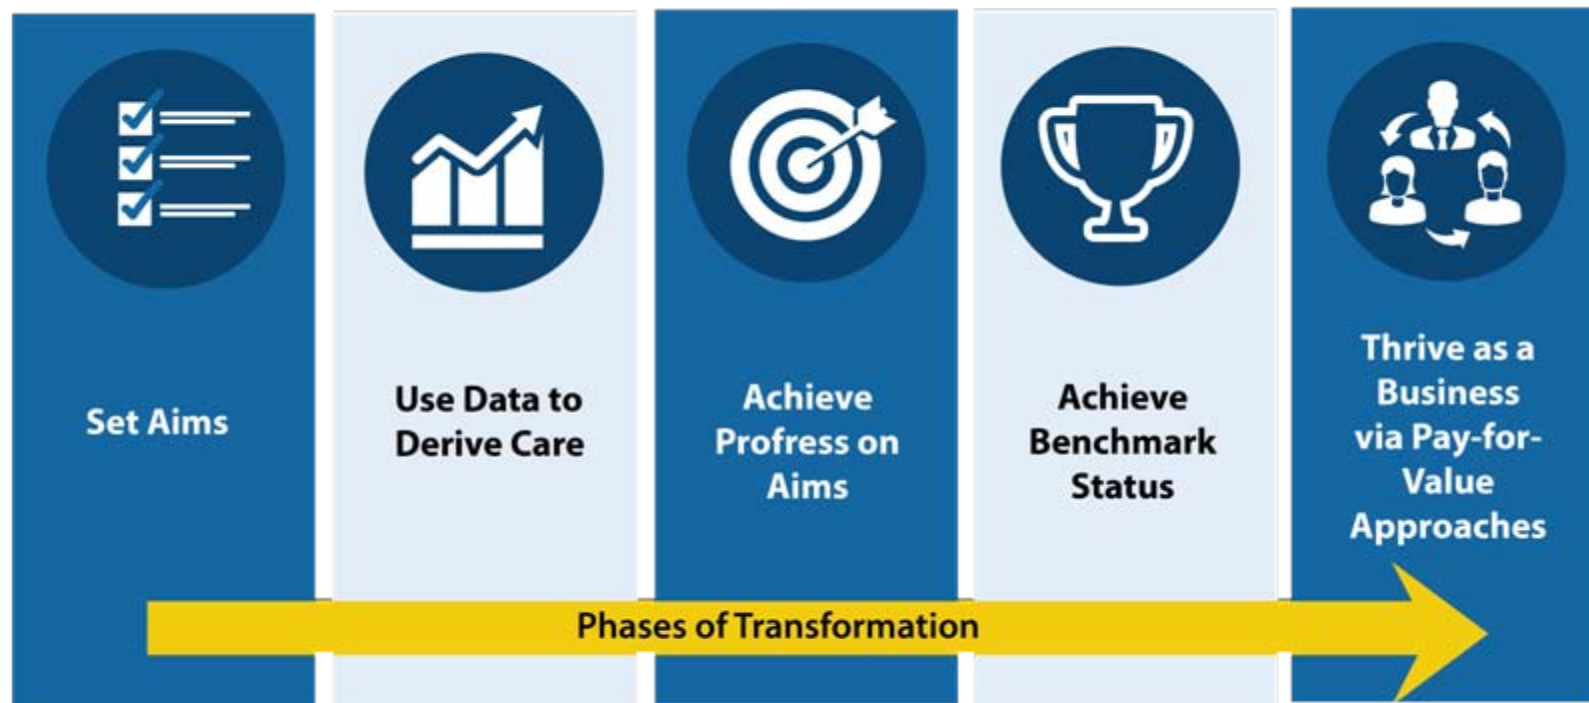 Set Aims
Use Data to
Derive Care
Achieve
Profress on
Aims
Achieve
Benchmark
Status
Thrive as a
Business
via Pay-for-
Value
Approaches
Phases of Transformation